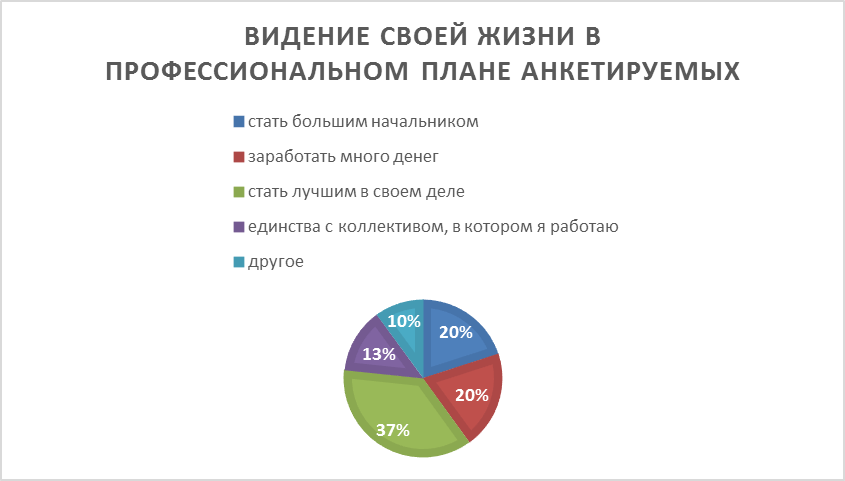 ВИДЕНИЕ СВОЕЙ ЖИЗНИ В
ПРОФЕССИОНАЛЬНОМ ПЛАНЕ АНКЕТИРУЕМЫХ
стать большим начальником
заработать много денег
стать лучшим в своем деле
единства с коллективом, в котором я работаю
другое
10%
20%
13%
20%
37%